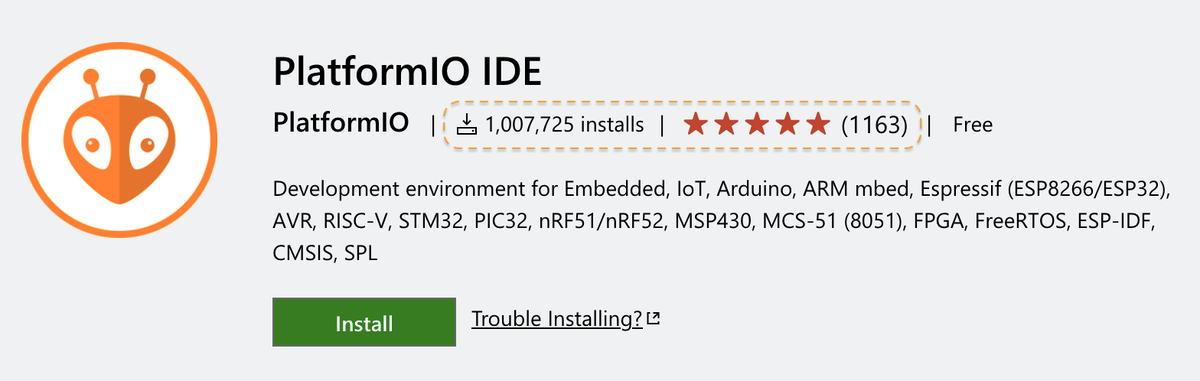 PlatformIO IDE
PlatformIO | 1,007,725 installs | ★★★★★ (1163) | Free
Development environment for Embedded, IoT, Arduino, ARM mbed, Espressif (ESP8266/ESP32),
AVR, RISC-V, STM32, PIC32, nRF51/nRF52, MSP430, MCS-51 (8051), FPGA, FreeRTOS, ESP-IDF,
CMSIS, SPL
Install Trouble Installing?